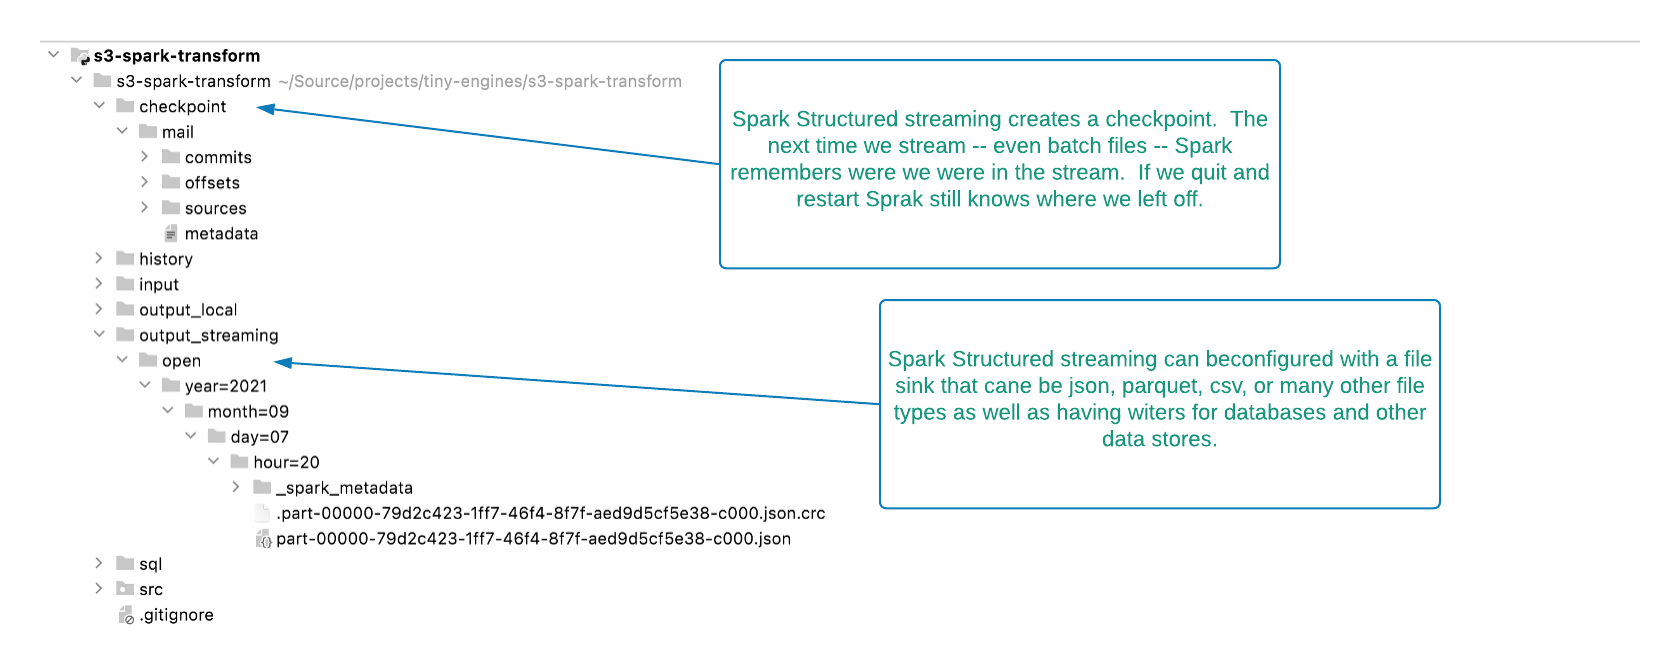 s3-spark-transform
s3-spark-transform ~/Source/projects/tiny-engines/s3-spark-transform
checkpoint
mail
commits
offsets
sources
metadata
history
input
output_local
output_streaming
open
year=2021
month=09
day=07
hour=20
_spark_metadata
.part-00000-79d2c423-1ff7-46f4-8f7f-aed9d5cf5e38-c000.json.crc
part-00000-79d2c423-1ff7-46f4-8f7f-aed9d5cf5e38-c000.json
sql
src
.gitignore
Spark Structured streaming creates a checkpoint. The
next time we stream -- even batch files -- Spark
remembers were we were in the stream. If we quit and
restart Sprak still knows where we left off.
Spark Structured streaming can beconfigured with a file
sink that cane be json, parquet, csv, or many other file
types as well as having witers for databases and other
data stores.